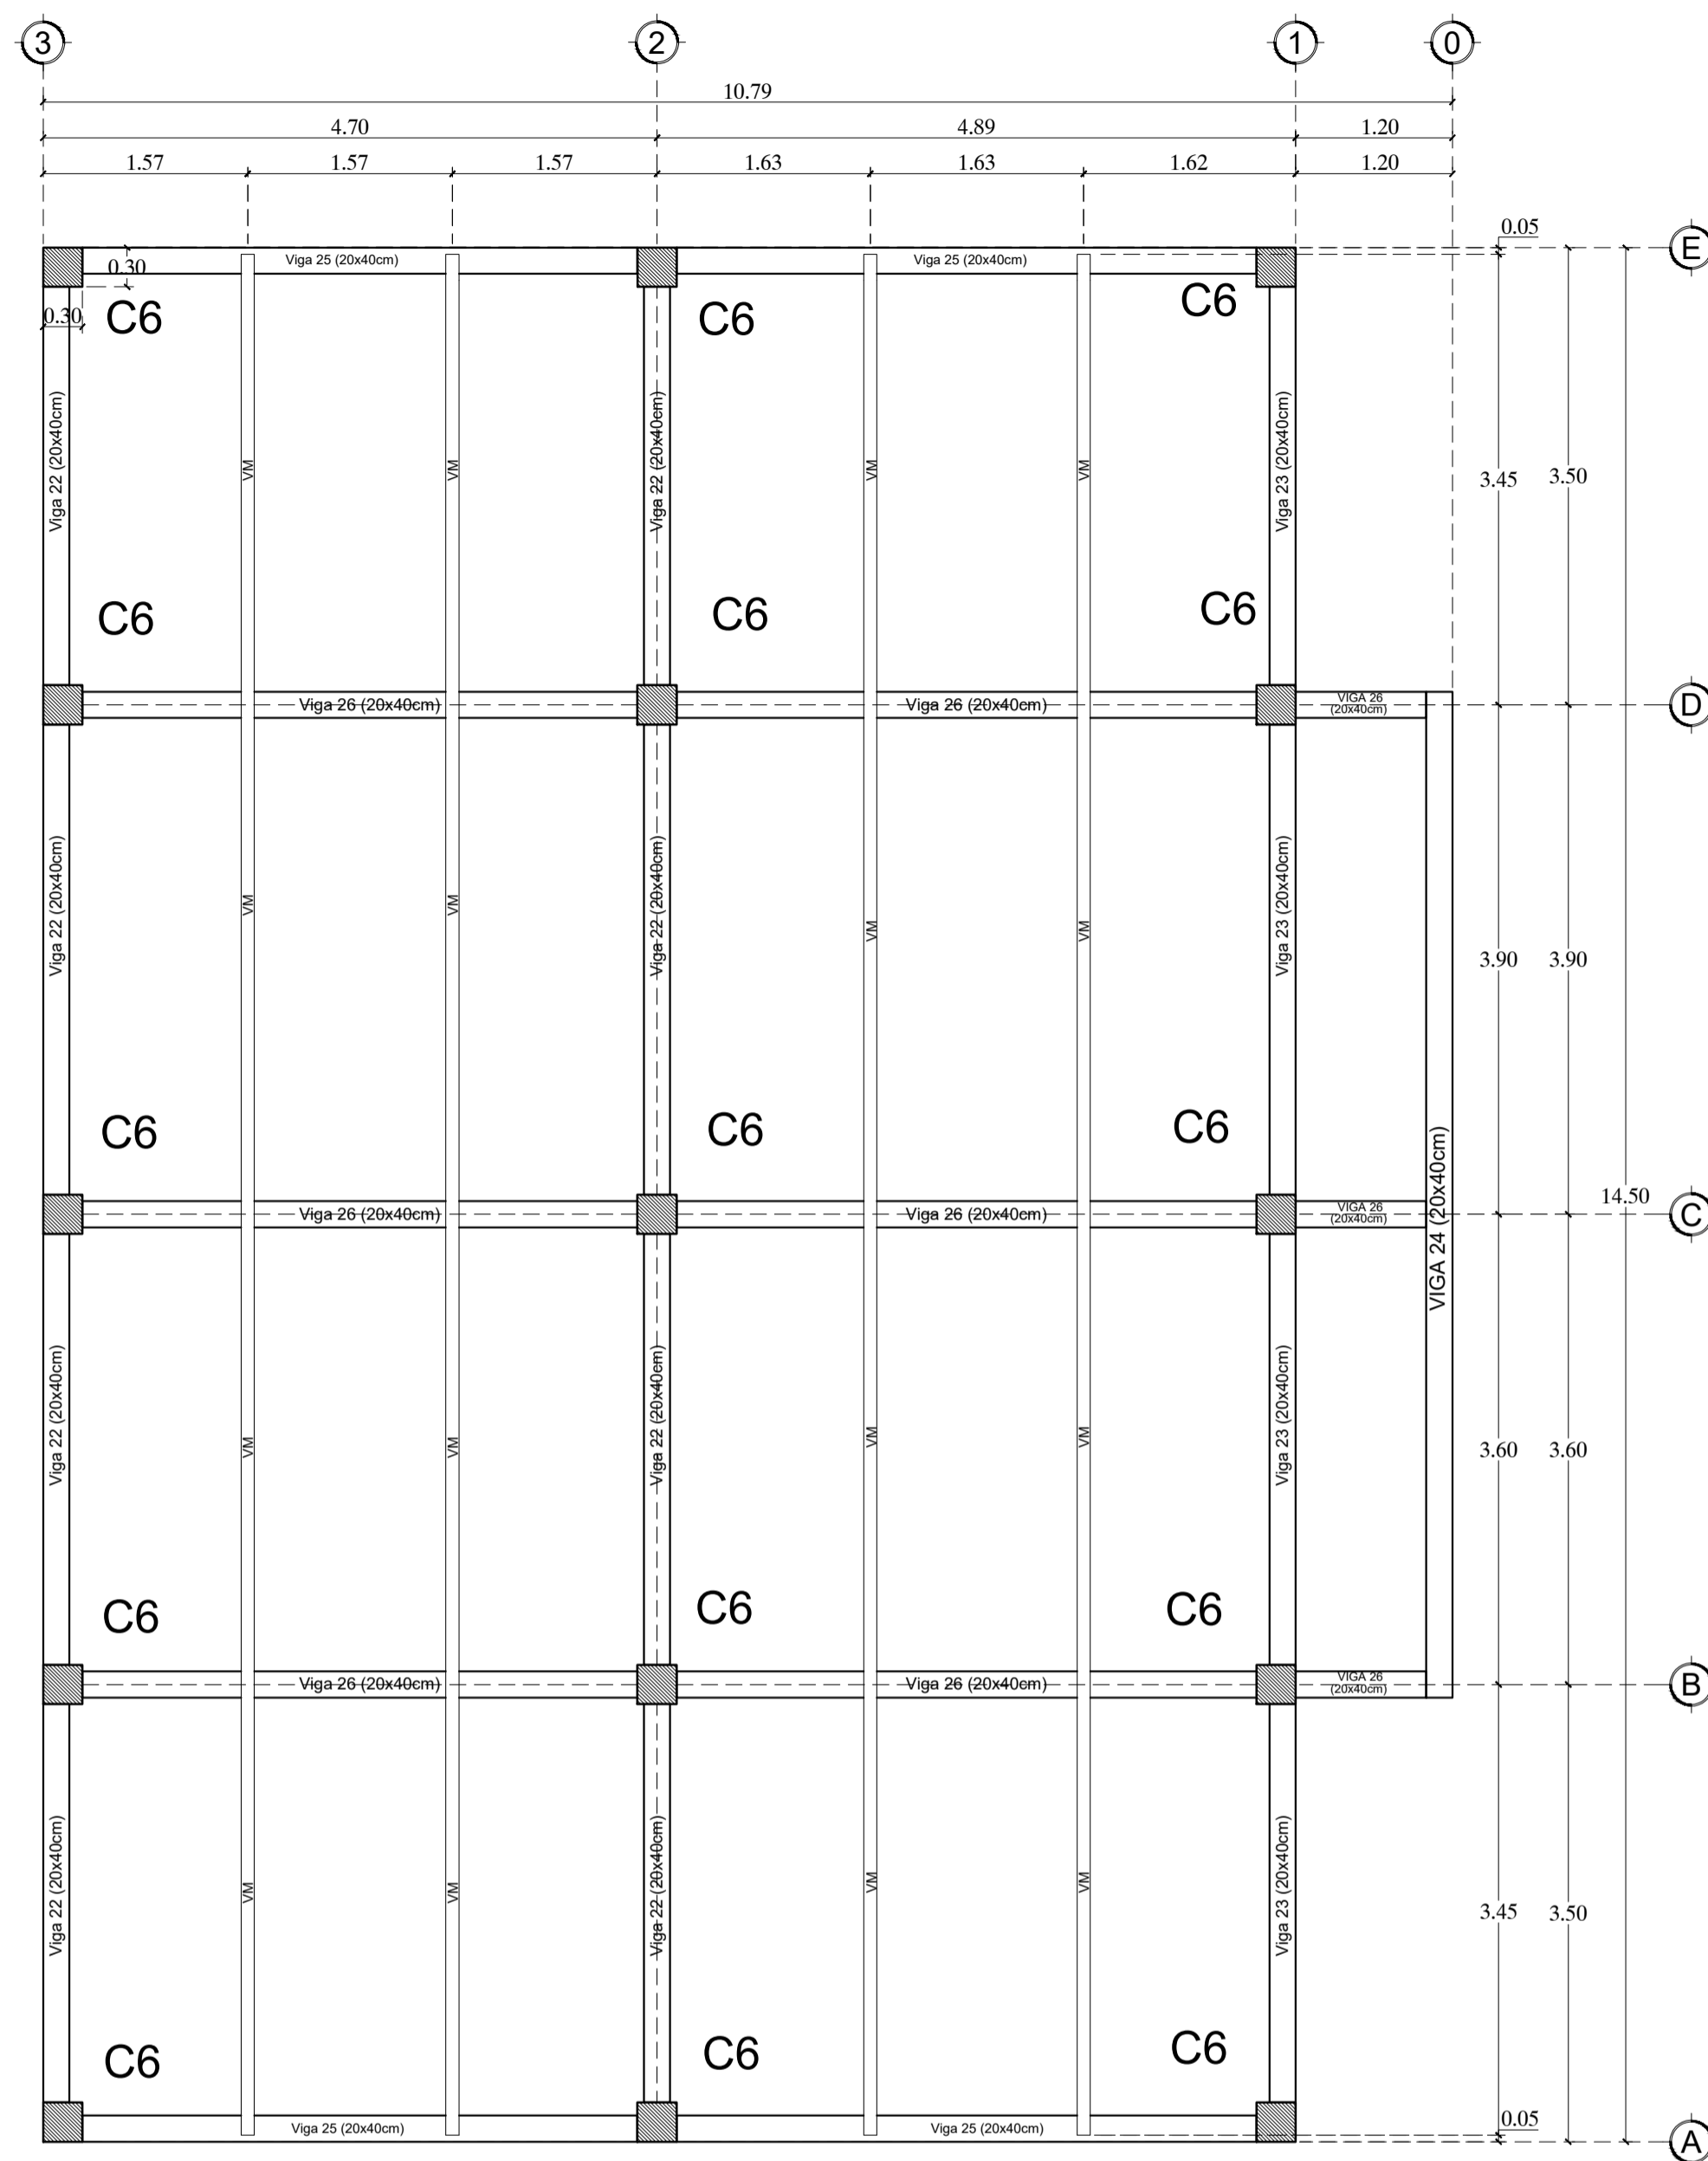 3 2 1 0
10.79
4.70 4.89 1.20
1.57 1.57 1.57 1.63 1.63 1.62 1.20
0.05
E
Viga 25 (20x40cm) Viga 25 (20x40cm)
0.30
0.30
C6 C6 C6
Viga 22 (20x40cm) VM VM Viga 22 (20x40cm) VM VM Viga 23 (20x40cm)
3.45 3.50
C6 C6 C6
Viga 26 (20x40cm) Viga 26 (20x40cm) VIGA 26
(20x40cm)
D
Viga 22 (20x40cm) VM VM Viga 22 (20x40cm) VM VM Viga 23 (20x40cm)
3.90 3.90
C6 C6 C6
VIGA 24 (20x40cm)
14.50
Viga 26 (20x40cm) Viga 26 (20x40cm) VIGA 26
(20x40cm)
C
Viga 22 (20x40cm) VM VM Viga 22 (20x40cm) VM VM Viga 23 (20x40cm)
3.60 3.60
C6 C6 C6
Viga 26 (20x40cm) Viga 26 (20x40cm) VIGA 26
(20x40cm)
B
Viga 22 (20x40cm) VM VM Viga 22 (20x40cm) VM VM Viga 23 (20x40cm)
3.45 3.50
C6 C6 C6
0.05
Viga 25 (20x40cm) Viga 25 (20x40cm)
A